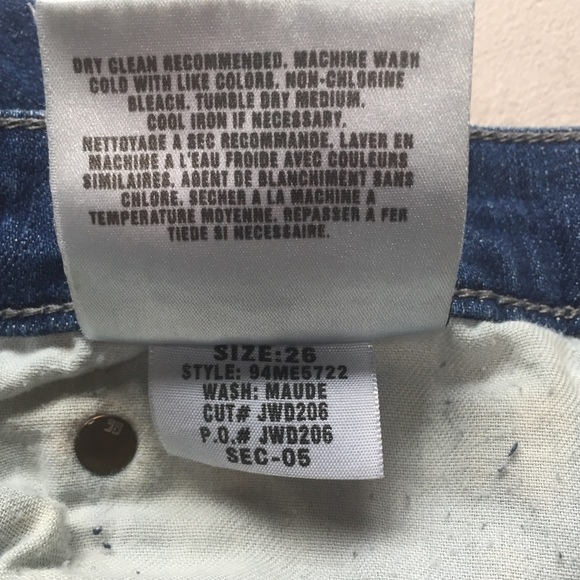 DRY CLEAN RECOMMENDED. MACHINE WASH
COLD WITH LIKE COLORS. NON-CHLORINE
BLEACH. TUMBLE DRY MEDIUM.
COOL IRON IF NECESSARY.
NETTOYAGE A SEC RECOMMANDE. LAVER EN
MACHINE A L'EAU FROIDE AVEC COULEURS
SIMILAIRES. AGENT DE BLANCHIMENT SANS
CHLORE. SECHER A LA MACHINE A
TEMPERATURE MOYENNE. REPASSER A FER
TIEDE SI NECESSAIRE.
SIZE:26
STYLE: 94ME5722
WASH: MAUDE
CUT# JWD206
P.O.# JWD206
SEC-05